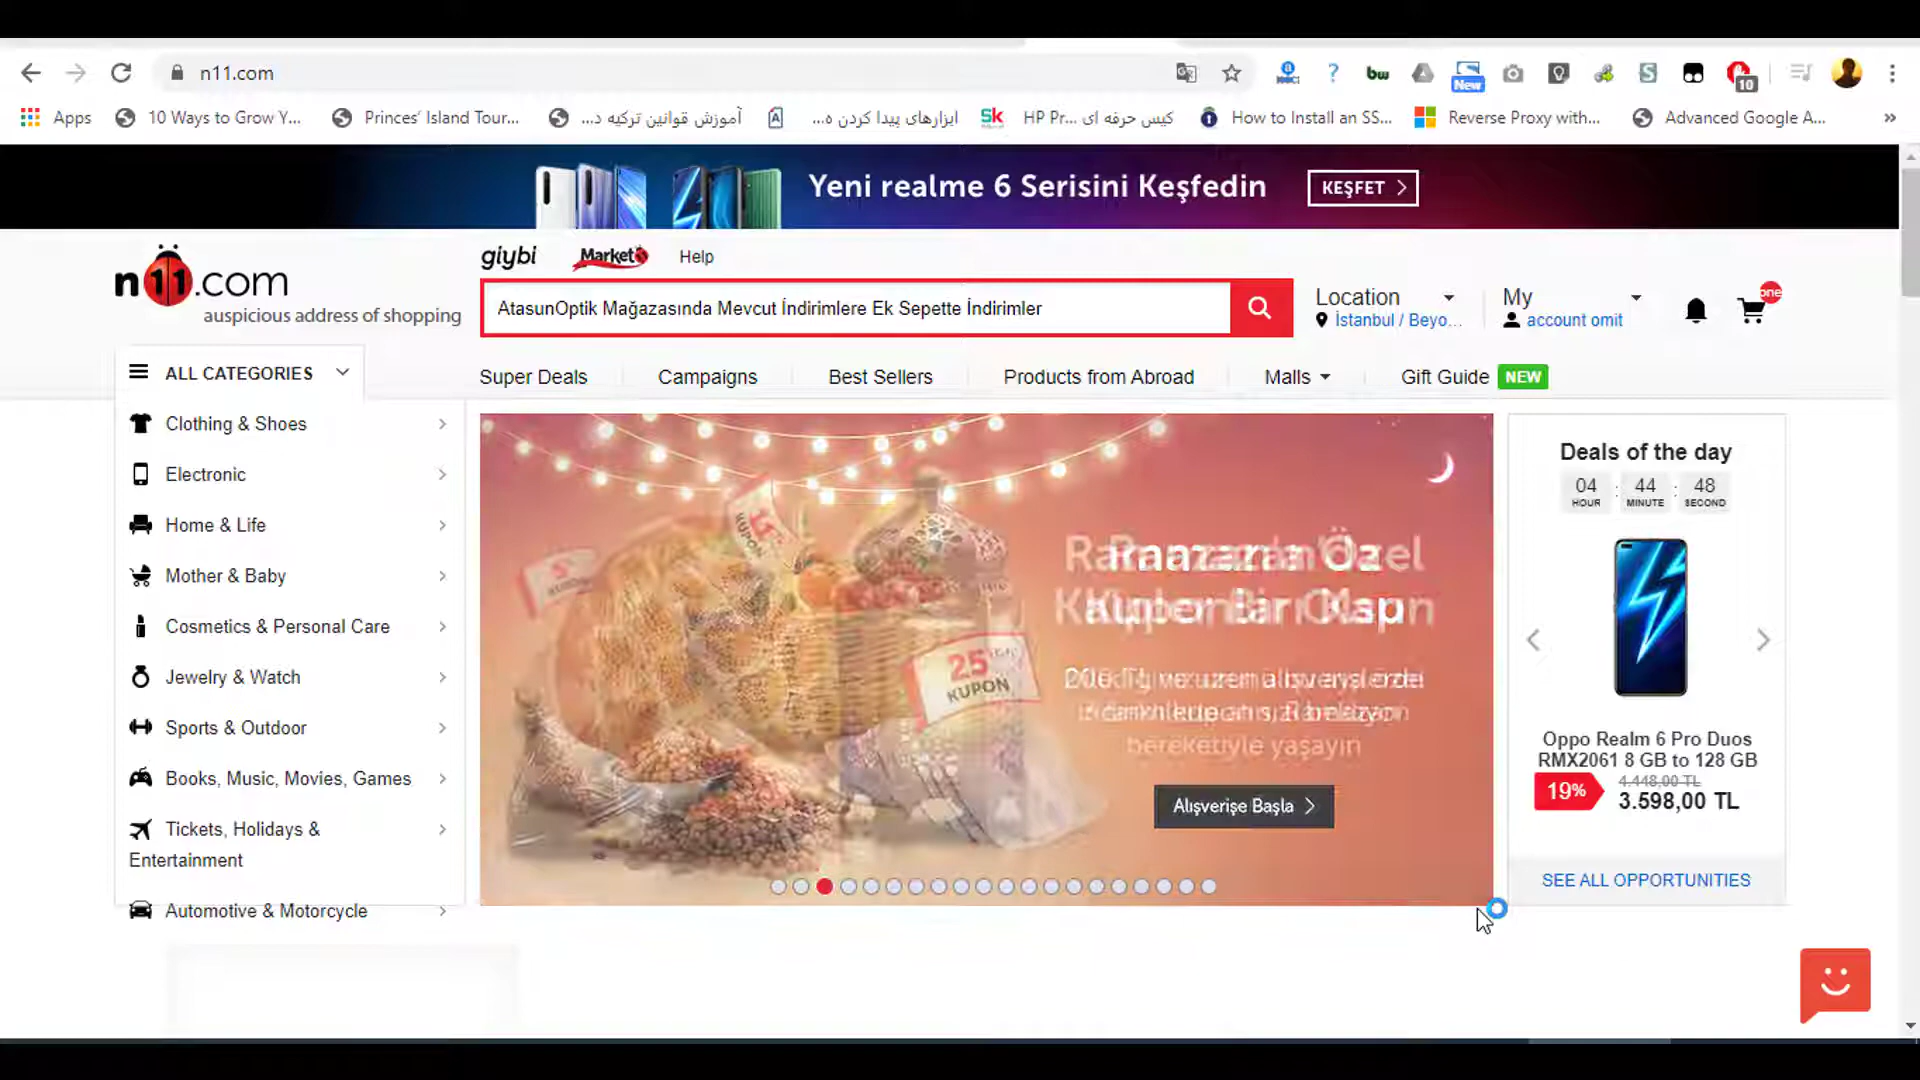 n11.com
New
10
Apps
10 Ways to Grow Y...
Princes' Island Tour...
آموزش قوانین ترکیه د...
ابزارهای پیدا کردن ه...
Sk
کیس حرفه ای HP Pr...
How to Install an SS...
Reverse Proxy with...
Advanced Google A...
Yeni realme 6 Serisini Keşfedin
KEŞFET
n11.com
auspicious address of shopping
giybi
Market
Help
AtasunOptik Mağazasında Mevcut İndirimlere Ek Sepette İndirimler
Location
İstanbul / Beyo...
My
account omit
one
ALL CATEGORIES
Super Deals
Campaigns
Best Sellers
Products from Abroad
Malls
Gift Guide
NEW
Clothing & Shoes
Electronic
Home & Life
Mother & Baby
Cosmetics & Personal Care
Jewelry & Watch
Sports & Outdoor
Books, Music, Movies, Games
Tickets, Holidays &
Entertainment
Automotive & Motorcycle
25
KUPON
bereketiyle yaşayın
Alışverişe Başla
Deals of the day
04 : 44 : 48
HOUR MINUTE SECOND
Oppo Realm 6 Pro Duos
RMX2061 8 GB to 128 GB
19%
4.448,00 TL
3.598,00 TL
SEE ALL OPPORTUNITIES